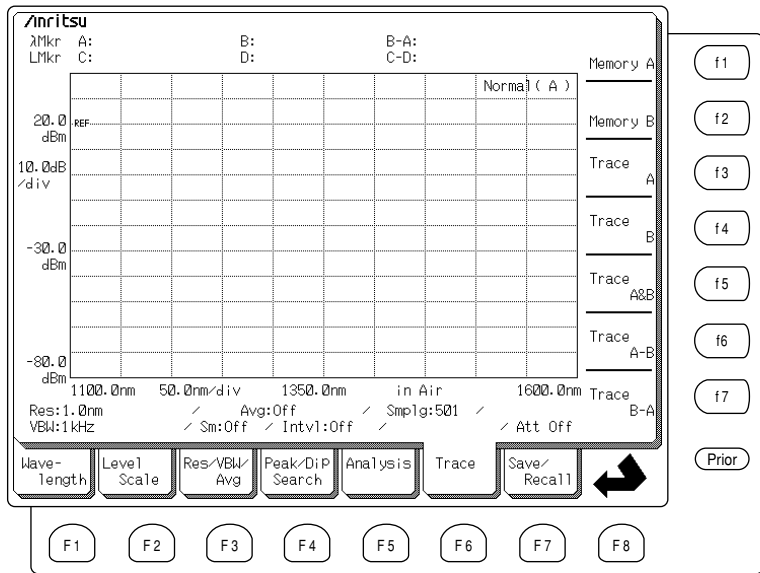 Anritsu
λMkr A: B: B-A:
LMkr C: D: C-D:
Normal( A )
20.0
dBm
REF
10.0dB
/div
-30.0
dBm
-80.0
dBm
1100.0nm 50.0nm/div 1350.0nm in Air 1600.0nm
Res:1.0nm / Avg:Off / Smplg:501 /
VBW:1kHz / Sm:Off / Intvl:Off / / Att Off
Memory A
Memory B
Trace
A
Trace
B
Trace
A&B
Trace
A-B
Trace
B-A
f1
f2
f3
f4
f5
f6
f7
Prior
Wave-
length
Level
Scale
Res/VBW/
Avg
Peak/Dip
Search
Analysis
Trace
Save/
Recall
F1 F2 F3 F4 F5 F6 F7 F8